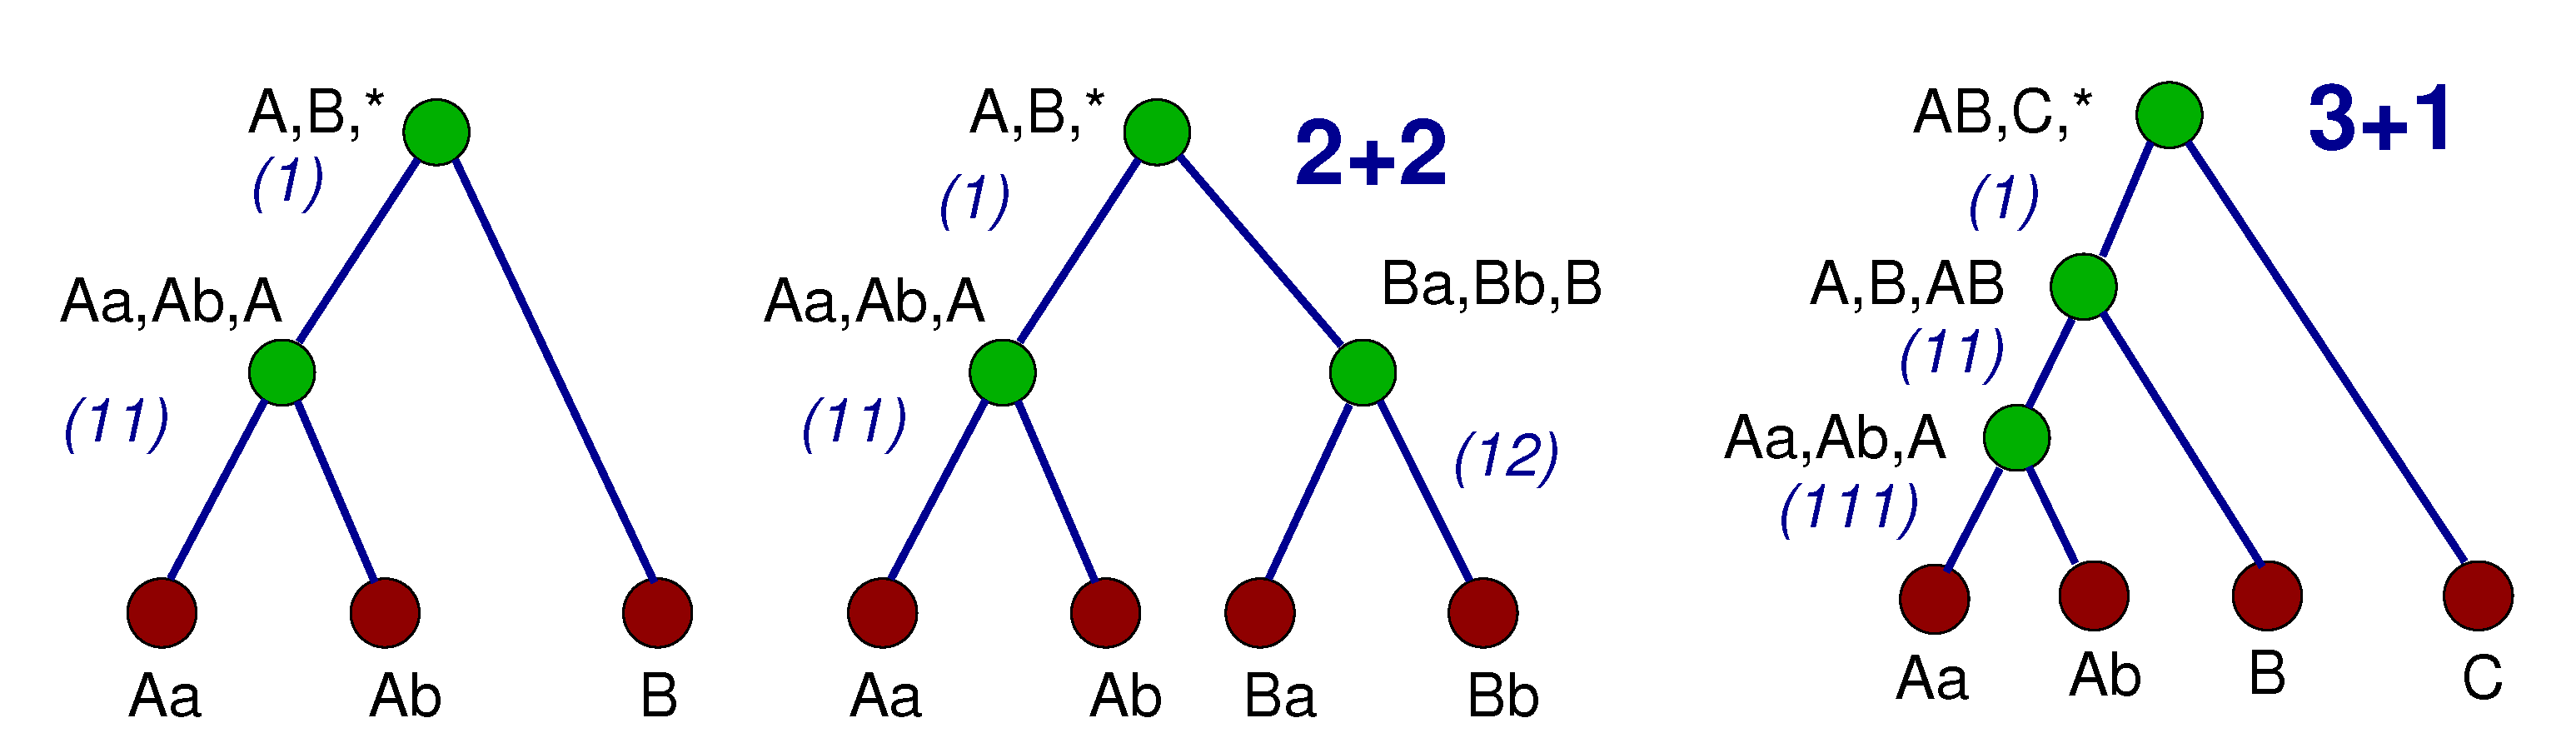 A,B,*
(1)
Aa,Ab,A
(11)
Aa Ab B
A,B,*
2+2
(1)
Aa,Ab,A
Ba,Bb,B
(11)
(12)
Aa Ab Ba Bb
AB,C,*
3+1
(1)
A,B,AB
(11)
Aa,Ab,A
(111)
Aa Ab B C